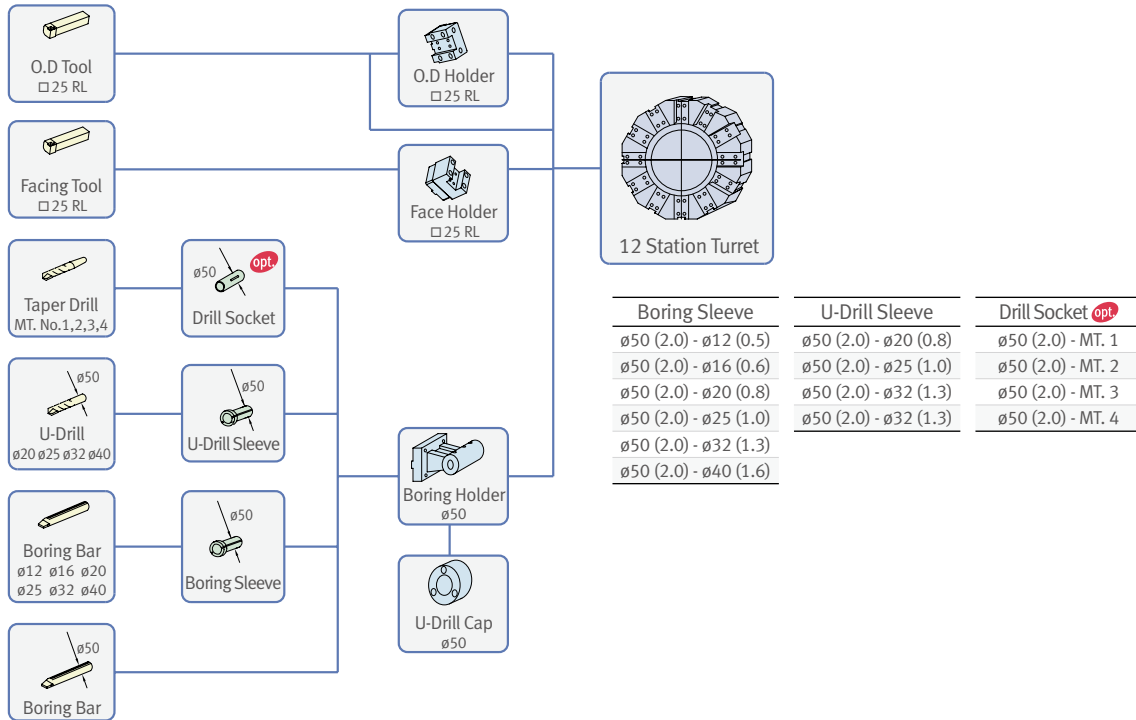 O.D Tool
□ 25 RL
O.D Holder
□ 25 RL
Facing Tool
□ 25 RL
Face Holder
□ 25 RL
12 Station Turret
Taper Drill
MT. No.1,2,3,4
ø50
opt.
Drill Socket
ø50
U-Drill
ø20 ø25 ø32 ø40
ø50
U-Drill Sleeve
Boring Bar
ø12 ø16 ø20
ø25 ø32 ø40
ø50
Boring Sleeve
Boring Holder
ø50
U-Drill Cap
ø50
ø50
Boring Bar
Boring Sleeve
ø50 (2.0) - ø12 (0.5)
ø50 (2.0) - ø16 (0.6)
ø50 (2.0) - ø20 (0.8)
ø50 (2.0) - ø25 (1.0)
ø50 (2.0) - ø32 (1.3)
ø50 (2.0) - ø40 (1.6)
U-Drill Sleeve
ø50 (2.0) - ø20 (0.8)
ø50 (2.0) - ø25 (1.0)
ø50 (2.0) - ø32 (1.3)
ø50 (2.0) - ø32 (1.3)
Drill Socket opt.
ø50 (2.0) - MT. 1
ø50 (2.0) - MT. 2
ø50 (2.0) - MT. 3
ø50 (2.0) - MT. 4